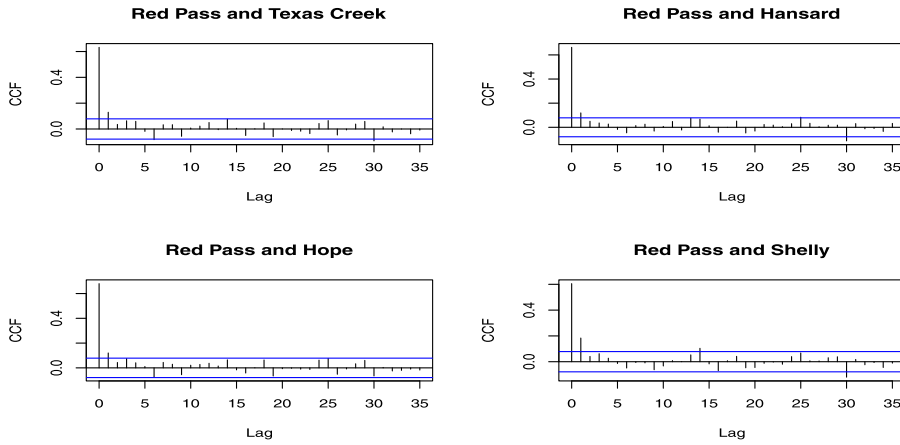 Red Pass and Texas Creek
CCF
0.4
0.0
0 5 10 15 20 25 30 35
Lag
Red Pass and Hansard
CCF
0.4
0.0
0 5 10 15 20 25 30 35
Lag
Red Pass and Hope
CCF
0.4
0.0
0 5 10 15 20 25 30 35
Lag
Red Pass and Shelly
CCF
0.4
0.0
0 5 10 15 20 25 30 35
Lag